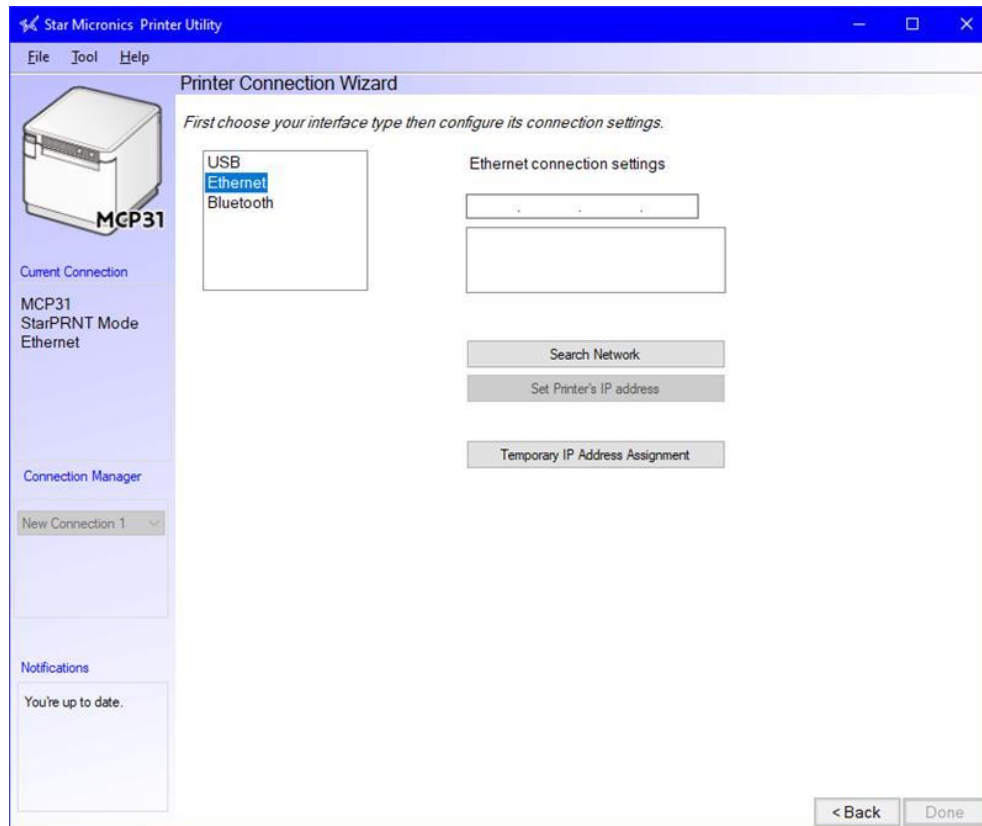 Star Micronics Printer Utility
File Tool Help
Printer Connection Wizard
First choose your interface type then configure its connection settings.
USB
Ethernet
Bluetooth
Ethernet connection settings
. . .
MCP31
Current Connection
MCP31
StarPRNT Mode
Ethernet
Search Network
Set Printer's IP address
Temporary IP Address Assignment
Connection Manager
New Connection 1
Notifications
You're up to date.
< Back Done